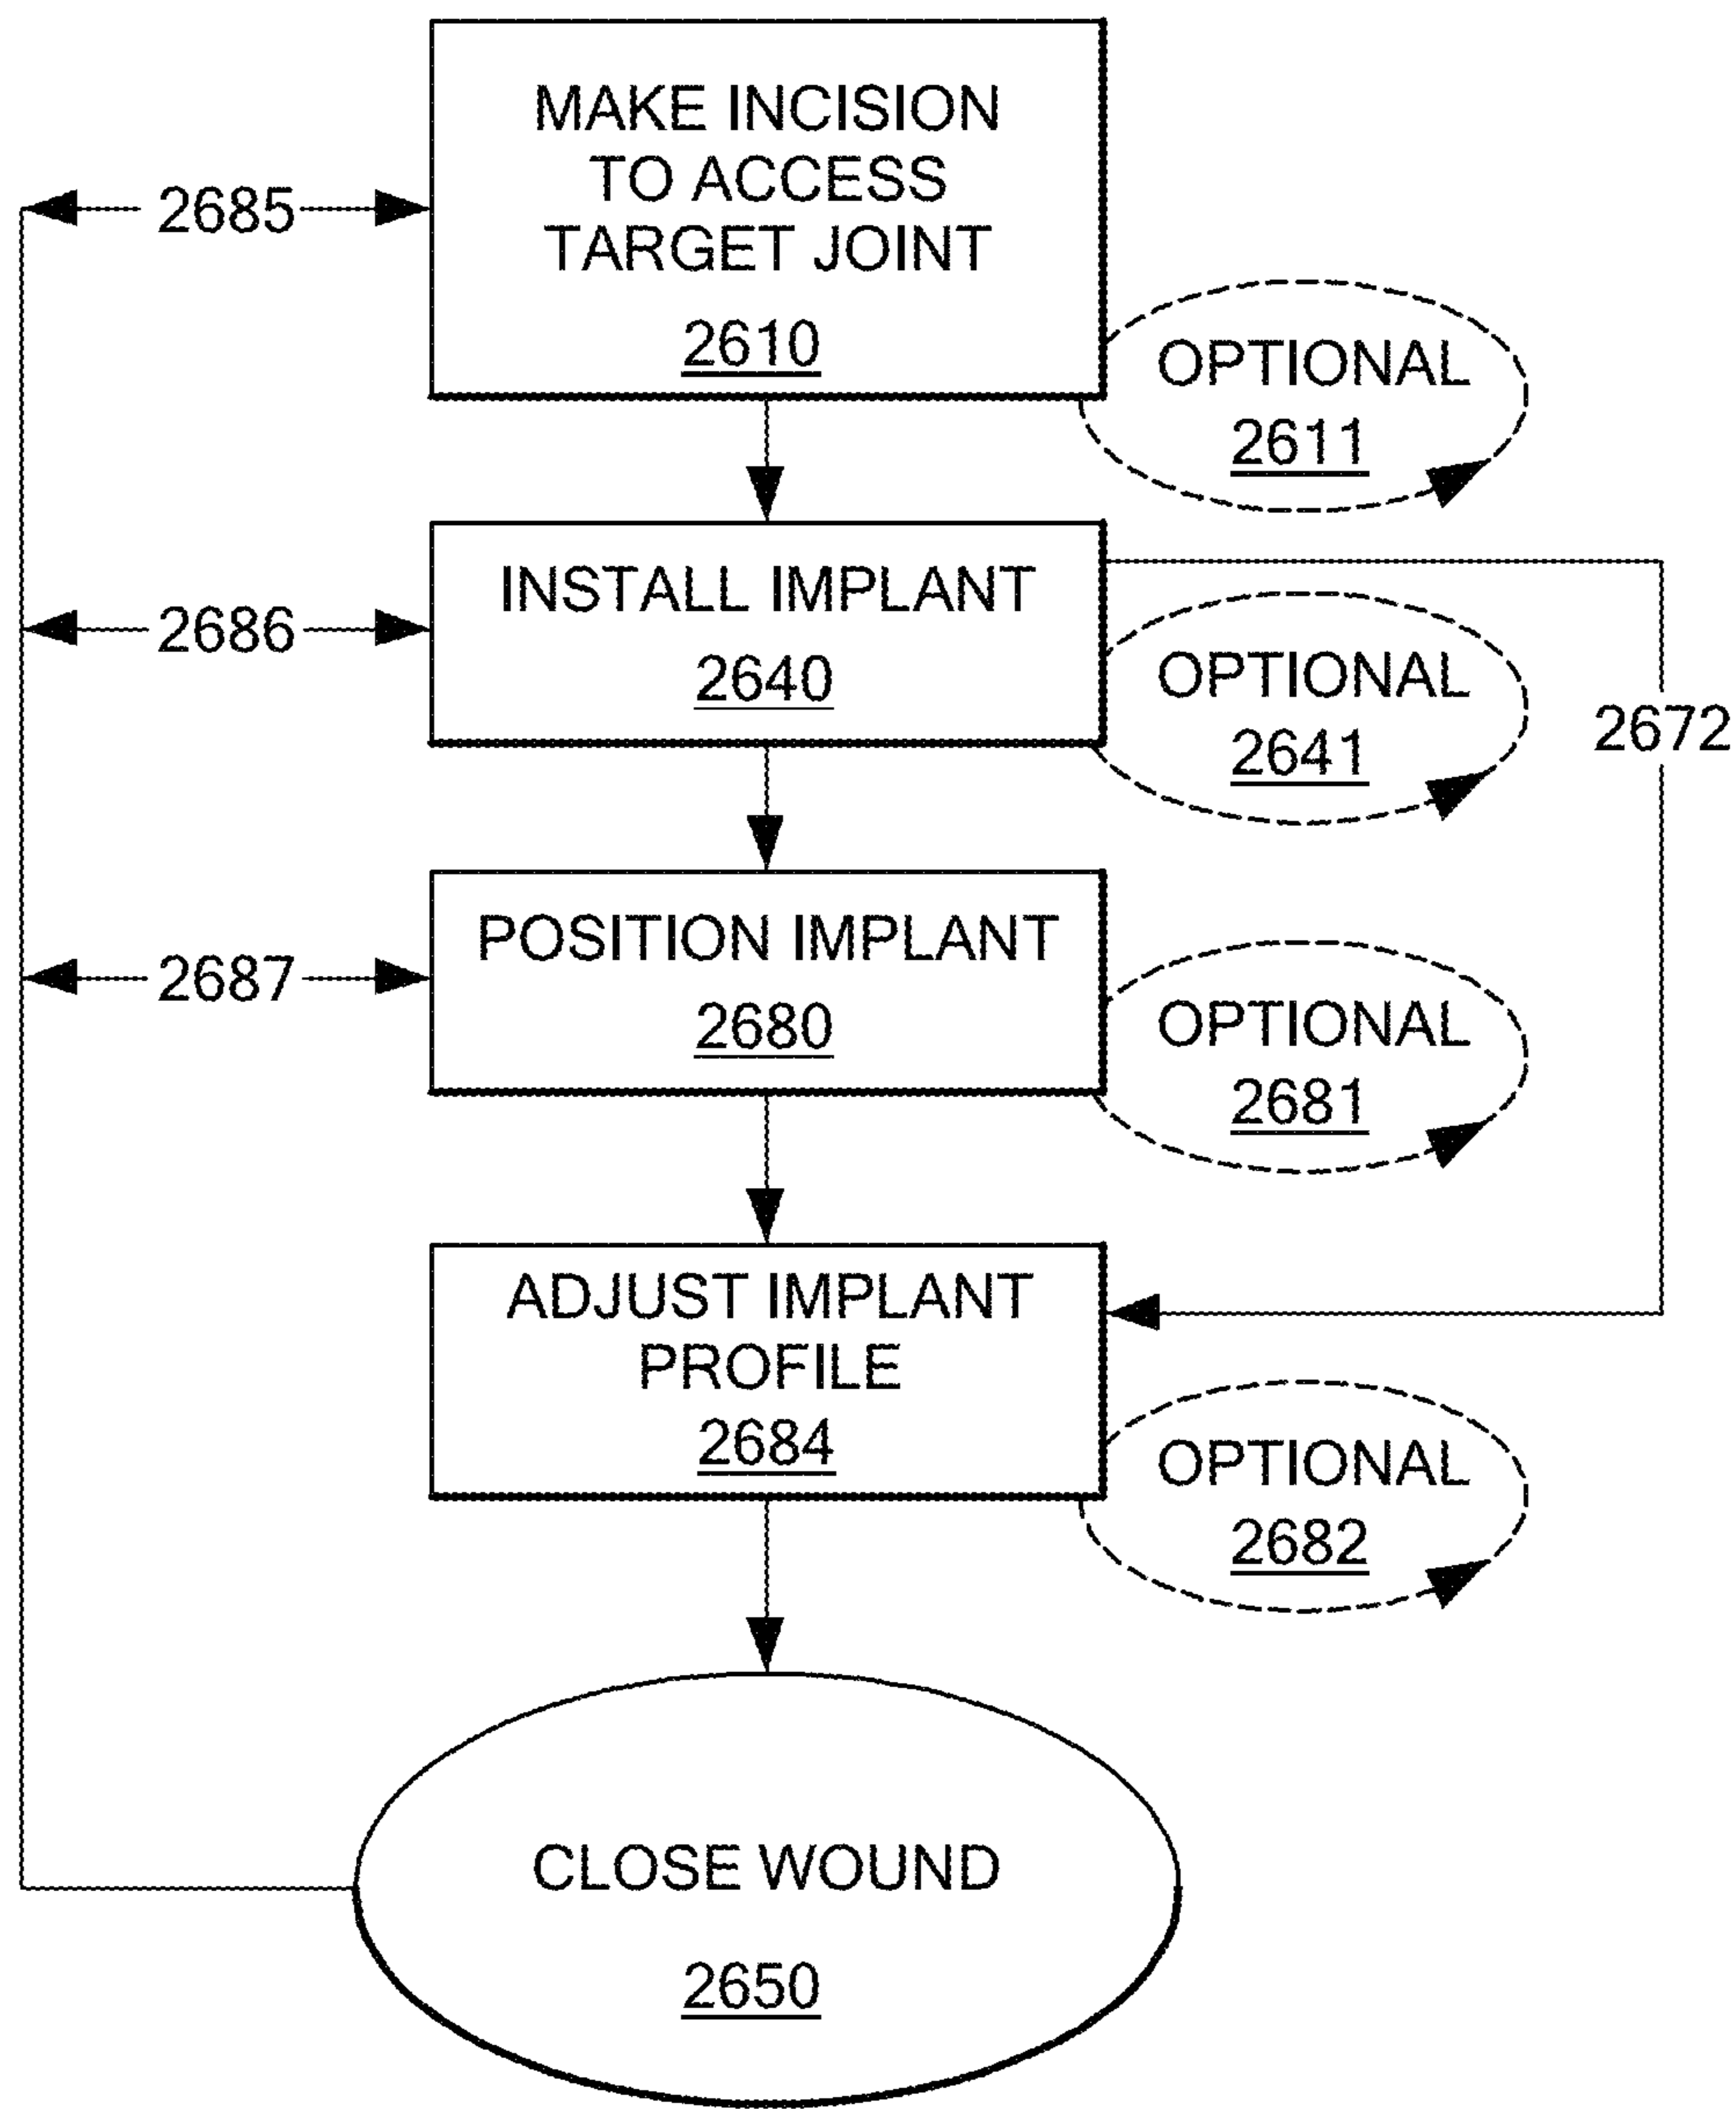 MAKE INCISION
TO ACCESS
TARGET JOINT
2610
2685
OPTIONAL
2611
INSTALL IMPLANT
2640
2686
OPTIONAL
2641
2672
POSITION IMPLANT
2680
2687
OPTIONAL
2681
ADJUST IMPLANT
PROFILE
2684
OPTIONAL
2682
CLOSE WOUND
2650